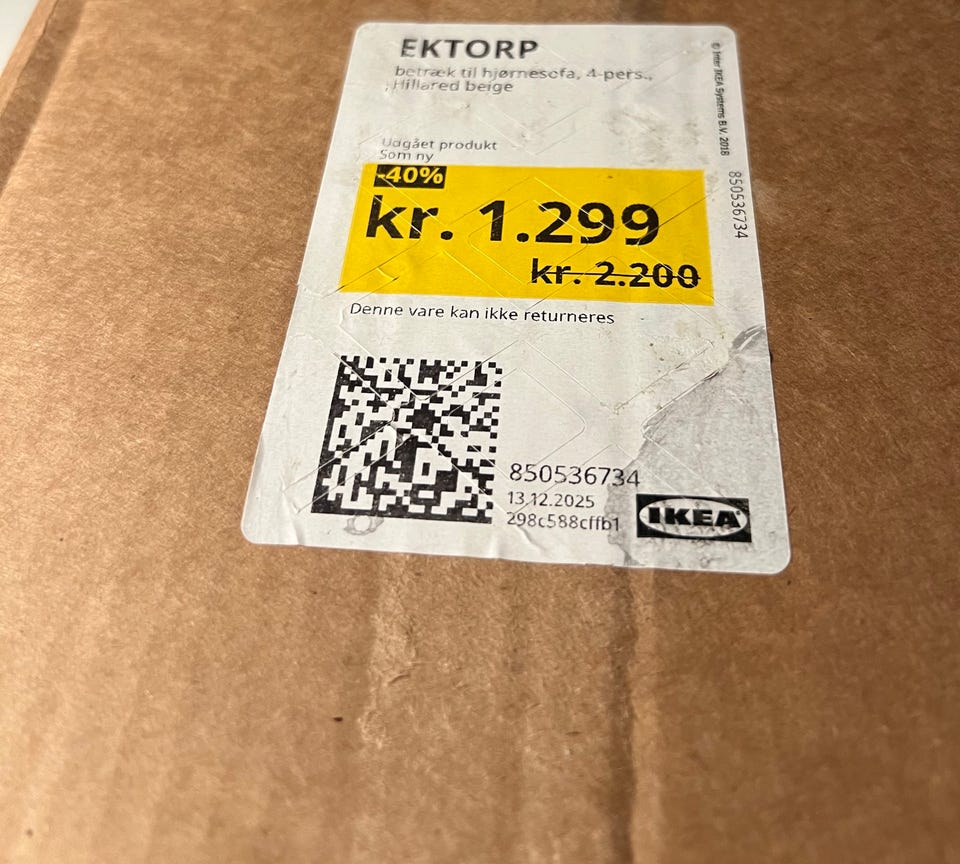 EKTORP
betræk til hjørnesofa, 4-pers.,
, Hillared beige
© Inter IKEA Systems B.V. 2018
850536734
Udgået produkt
Som ny
-40%
kr. 1.299
kr. 2.200
Denne vare kan ikke returneres
850536734
13.12.2025
298c588cffb1
IKEA